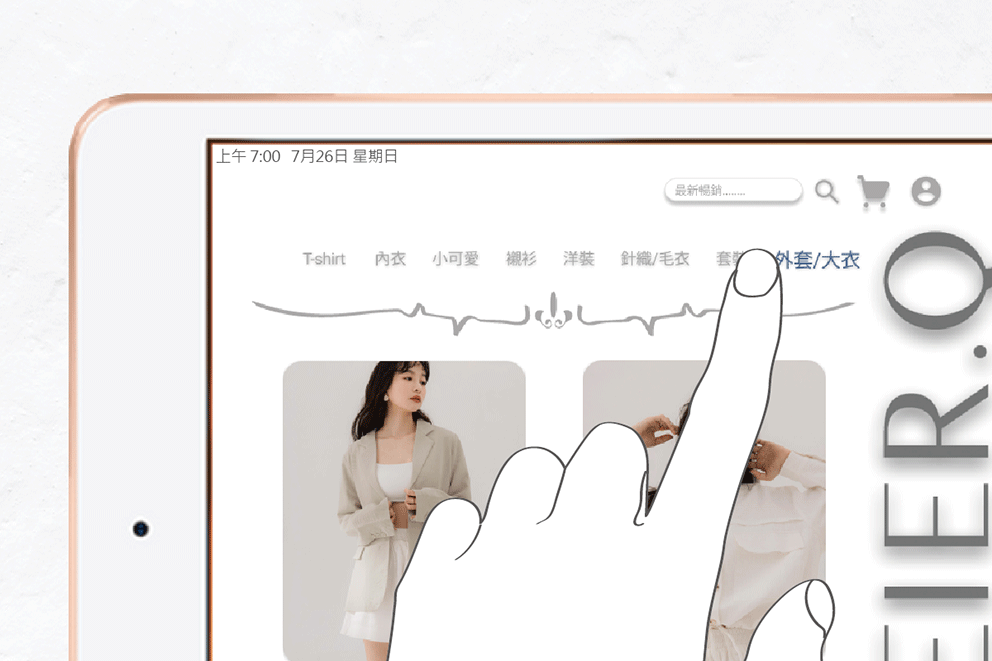 上午 7:00 7月26日 星期日
最新暢銷........
T-shirt 內衣 小可愛 襯衫 洋裝 針織/毛衣 套裝 外套/大衣
EIER.Q